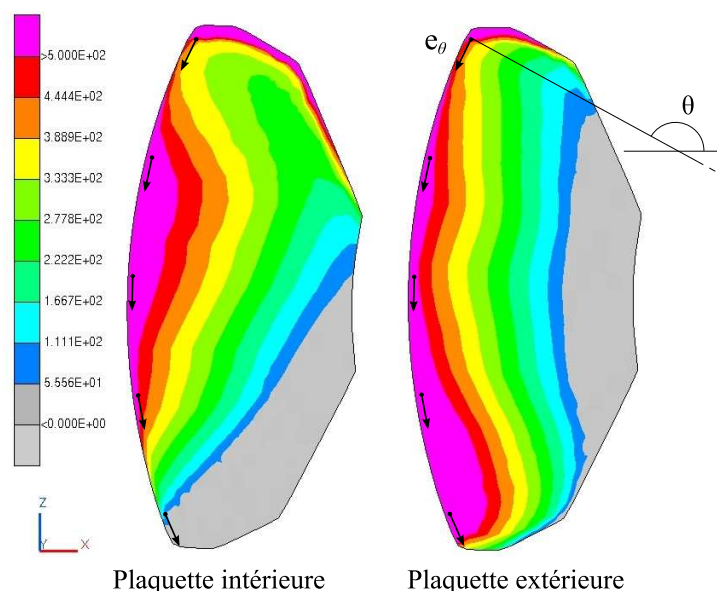 >5.000E+02
4.444E+02
3.889E+02
3.333E+02
2.778E+02
2.222E+02
1.667E+02
1.111E+02
5.556E+01
<0.000E+00
eθ
θ
Z
Y X
Plaquette intérieure Plaquette extérieure